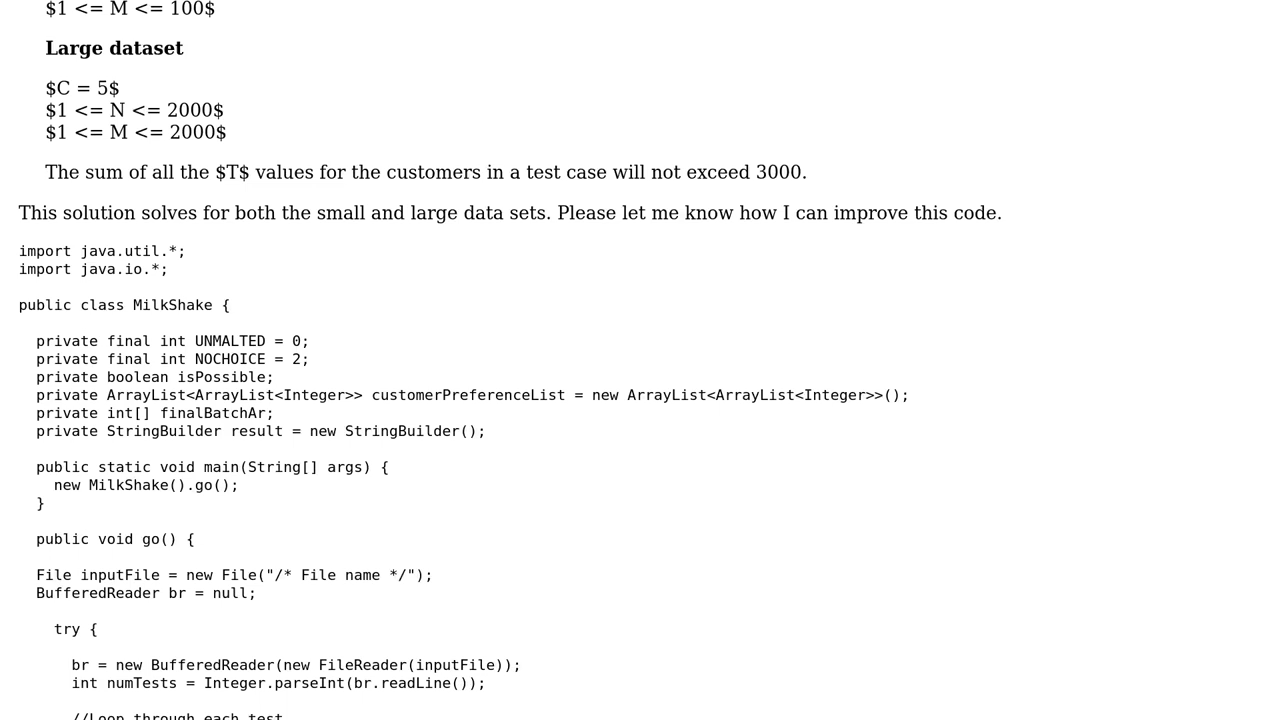 $1 <= M <= 100$
Large dataset
$C = 5$
$1 <= N <= 2000$
$1 <= M <= 2000$
The sum of all the $T$ values for the customers in a test case will not exceed 3000.
This solution solves for both the small and large data sets. Please let me know how I can improve this code.
import java.util.*;
import java.io.*;
public class MilkShake {
private final int UNMALTED = 0;
private final int NOCHOICE = 2;
private boolean isPossible;
private ArrayList<ArrayList<Integer>> customerPreferenceList = new ArrayList<ArrayList<Integer>>();
private int[] finalBatchAr;
private StringBuilder result = new StringBuilder();
public static void main(String[] args) {
new MilkShake().go();
}
public void go() {
File inputFile = new File("/* File name */");
BufferedReader br = null;
try {
br = new BufferedReader(new FileReader(inputFile));
int numTests = Integer.parseInt(br.readLine());
//Loop through each test